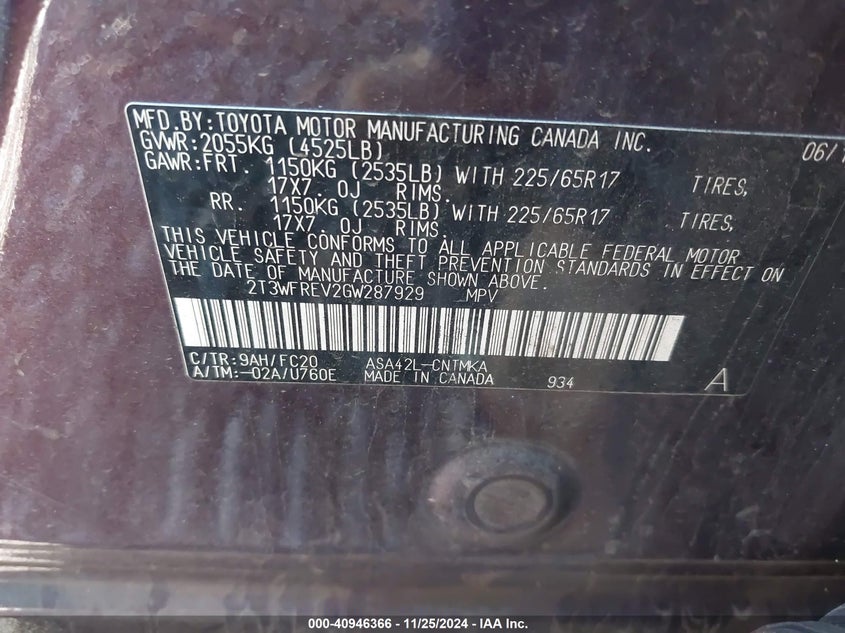 MFD.BY:TOYOTA MOTOR MANUFACTURING CANADA INC. 06/1
GVWR:2055KG (4525LB)
GAWR:FRT. 1150KG (2535LB) WITH 225/65R17 TIRES,
17X7.0J RIMS.
RR. 1150KG (2535LB) WITH 225/65R17 TIRES,
17X7.0J RIMS.
THIS VEHICLE CONFORMS TO ALL APPLICABLE FEDERAL MOTOR
VEHICLE SAFETY AND THEFT PREVENTION STANDARDS IN EFFECT ON
THE DATE OF MANUFACTURE SHOWN ABOVE.
2T3WFREV2GW287929 MPV
C/TR:9AH/FC20 ASA42L-CNTMKA
A/TM:-02A/U760E MADE IN CANADA 934 A
000-40946366 - 11/25/2024 - IAA Inc.